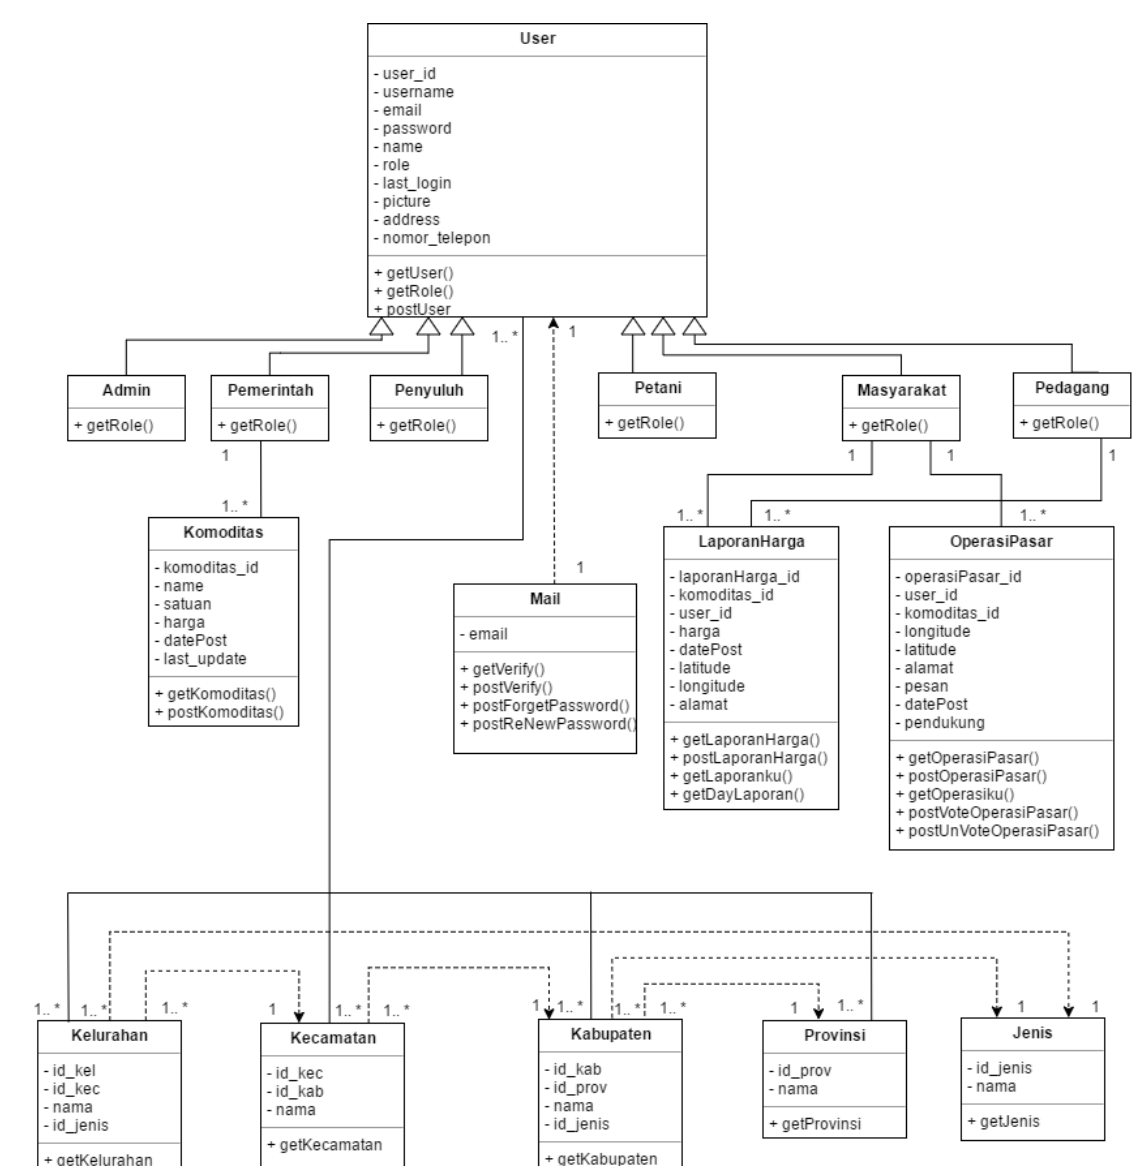 User
- user_id
- username
- email
- password
- name
- role
- last_login
- picture
- address
- nomor_telepon
+ getUser()
+ getRole()
+ postUser
1.. *
1
Admin
+ getRole()
Pemerintah
+ getRole()
Penyuluh
+ getRole()
Petani
+ getRole()
Masyarakat
+ getRole()
Pedagang
+ getRole()
1
1
1
1
1.. *
1.. *
1.. *
1.. *
Komoditas
- komoditas_id
- name
- satuan
- harga
- datePost
- last_update
+ getKomoditas()
+ postKomoditas()
1
Mail
- email
+ getVerify()
+ postVerify()
+ postForgetPassword()
+ postReNewPassword()
LaporanHarga
- laporanHarga_id
- komoditas_id
- user_id
- harga
- datePost
- latitude
- longitude
- alamat
+ getLaporanHarga()
+ postLaporanHarga()
+ getLaporanku()
+ getDayLaporan()
OperasiPasar
- operasiPasar_id
- user_id
- komoditas_id
- longitude
- latitude
- alamat
- pesan
- datePost
- pendukung
+ getOperasiPasar()
+ postOperasiPasar()
+ getOperasiku()
+ postVoteOperasiPasar()
+ postUnVoteOperasiPasar()
1.. *
1.. *
1.. *
1
1.. *
1.. *
1
1.. *
1.. *
1.. *
1
1.. *
1
1
Kelurahan
- id_kel
- id_kec
- nama
- id_jenis
+ getKelurahan
Kecamatan
- id_kec
- id_kab
- nama
+ getKecamatan
Kabupaten
- id_kab
- id_prov
- nama
- id_jenis
+ getKabupaten
Provinsi
- id_prov
- nama
+ getProvinsi
Jenis
- id_jenis
- nama
+ getJenis